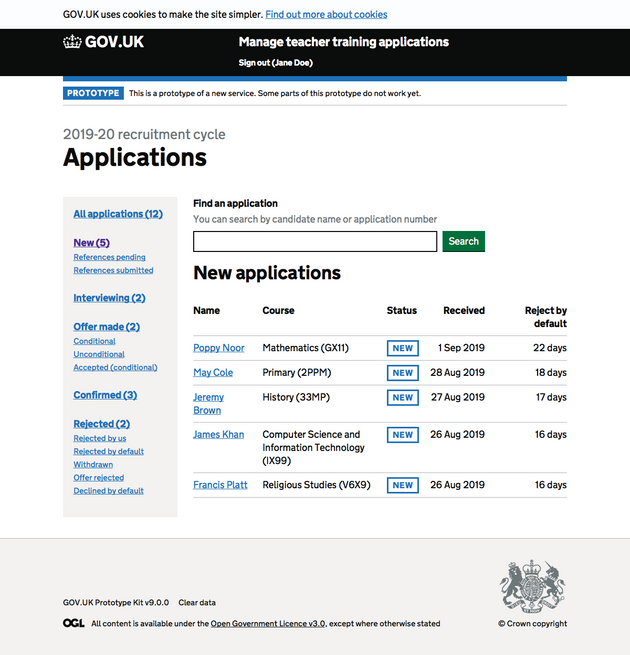 GOV.UK uses cookies to make the site simpler. Find out more about cookies
GOV.UK
Manage teacher training applications
Sign out (Jane Doe)
PROTOTYPE This is a prototype of a new service. Some parts of this prototype do not work yet.
2019-20 recruitment cycle
Applications
All applications (12)
New (5)
References pending
References submitted
Interviewing (2)
Offer made (2)
Conditional
Unconditional
Accepted (conditional)
Confirmed (3)
Rejected (2)
Rejected by us
Rejected by default
Withdrawn
Offer rejected
Declined by default
Find an application
You can search by candidate name or application number
Search
New applications
Name Course Status Received Reject by
default
Poppy Noor Mathematics (GX11) NEW 1 Sep 2019 22 days
May Cole Primary (2PPM) NEW 28 Aug 2019 18 days
Jeremy History (33MP) NEW 27 Aug 2019 17 days
Brown
James Khan Computer Science and NEW 26 Aug 2019 16 days
Information Technology
(IX99)
Francis Platt Religious Studies (V6X9) NEW 26 Aug 2019 16 days
GOV.UK Prototype Kit v9.0.0 Clear data
OGL All content is available under the Open Government Licence v3.0, except where otherwise stated
© Crown copyright